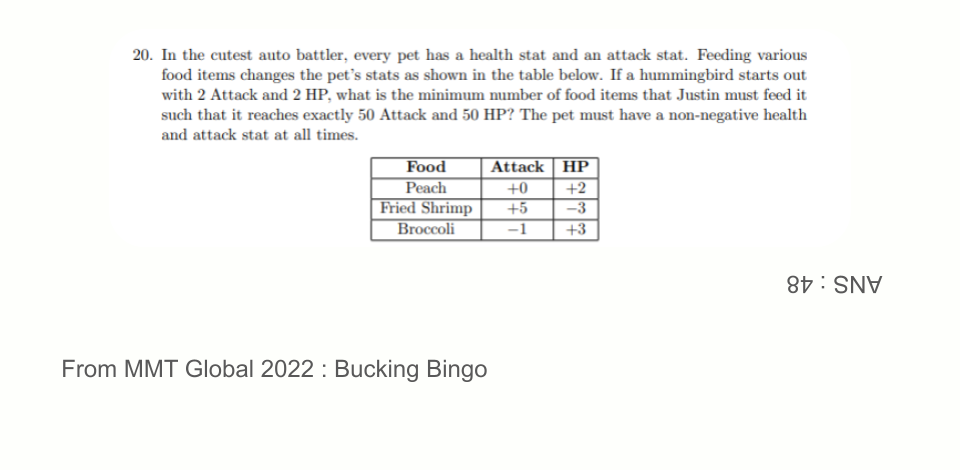 20. In the cutest auto battler, every pet has a health stat and an attack stat. Feeding various
food items changes the pet's stats as shown in the table below. If a hummingbird starts out
with 2 Attack and 2 HP, what is the minimum number of food items that Justin must feed it
such that it reaches exactly 50 Attack and 50 HP? The pet must have a non-negative health
and attack stat at all times.
Food Attack HP
Peach +0 +2
Fried Shrimp +5 −3
Broccoli −1 +3
ANS : 48
From MMT Global 2022 : Bucking Bingo